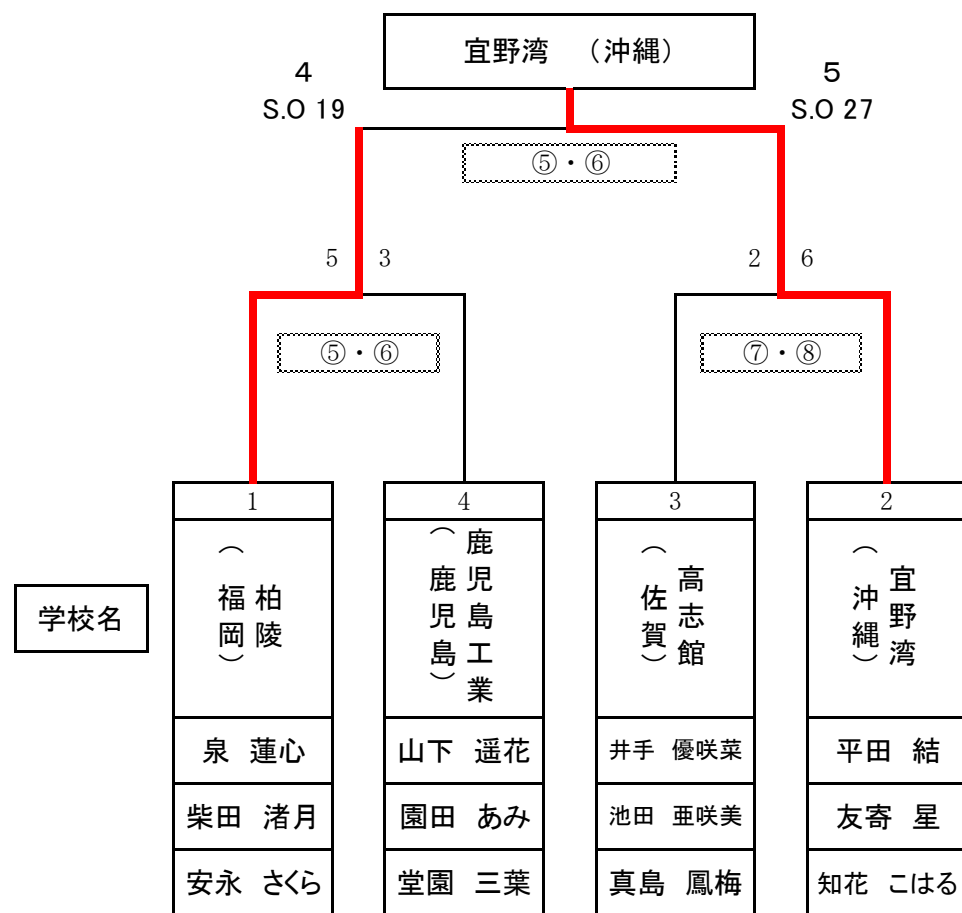 宜野湾　（沖縄）
4
S.O 19
5
S.O 27
⑤・⑥
5 3
2 6
⑤・⑥
⑦・⑧
学校名
1
柏陵
（福岡）
泉　蓮心
柴田　渚月
安永　さくら
4
鹿児島工業
（鹿児島）
山下　遥花
園田　あみ
堂園　三葉
3
高志館
（佐賀）
井手　優咲菜
池田　亜咲美
真島　鳳梅
2
宜野湾
（沖縄）
平田　結
友寄　星
知花　こはる